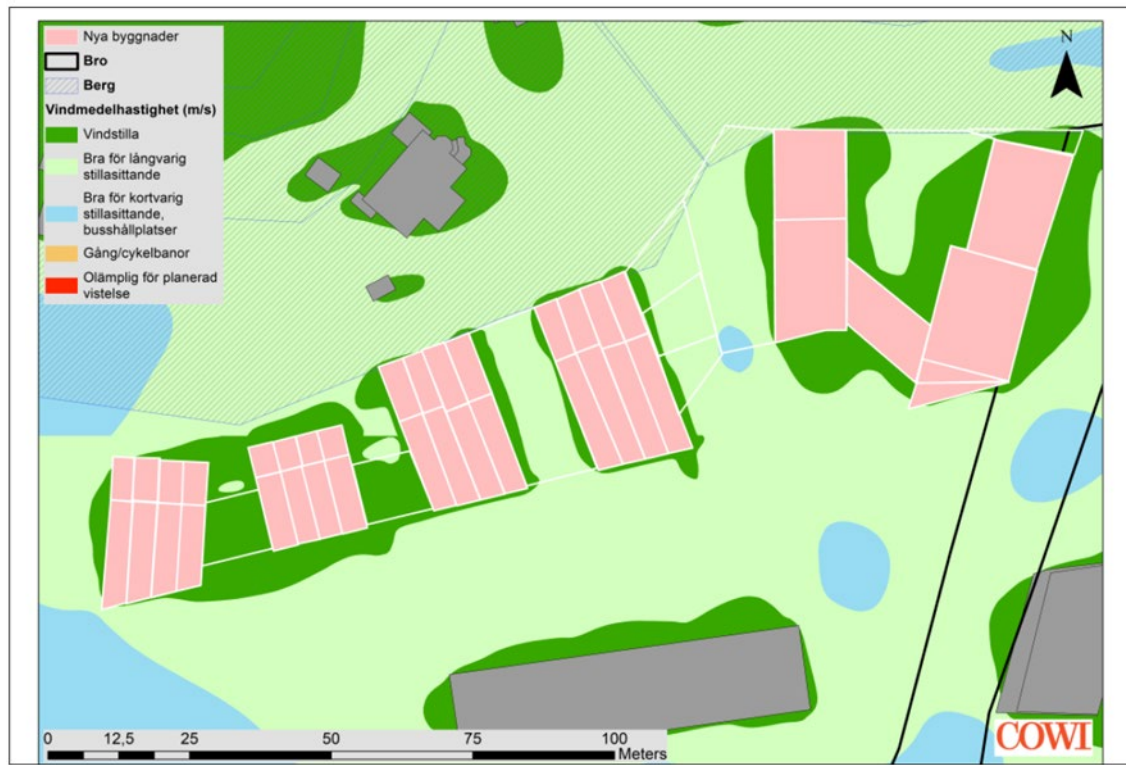 Nya byggnader
Bro
Berg
Vindmedelhastighet (m/s)
Vindstilla
Bra för långvarig
stillasittande
Bra för kortvarig
stillasittande,
busshållplatser
Gång/cykelbanor
Olämplig för planerad
vistelse
N
0 12,5 25 50 75 100
Meters
COWI